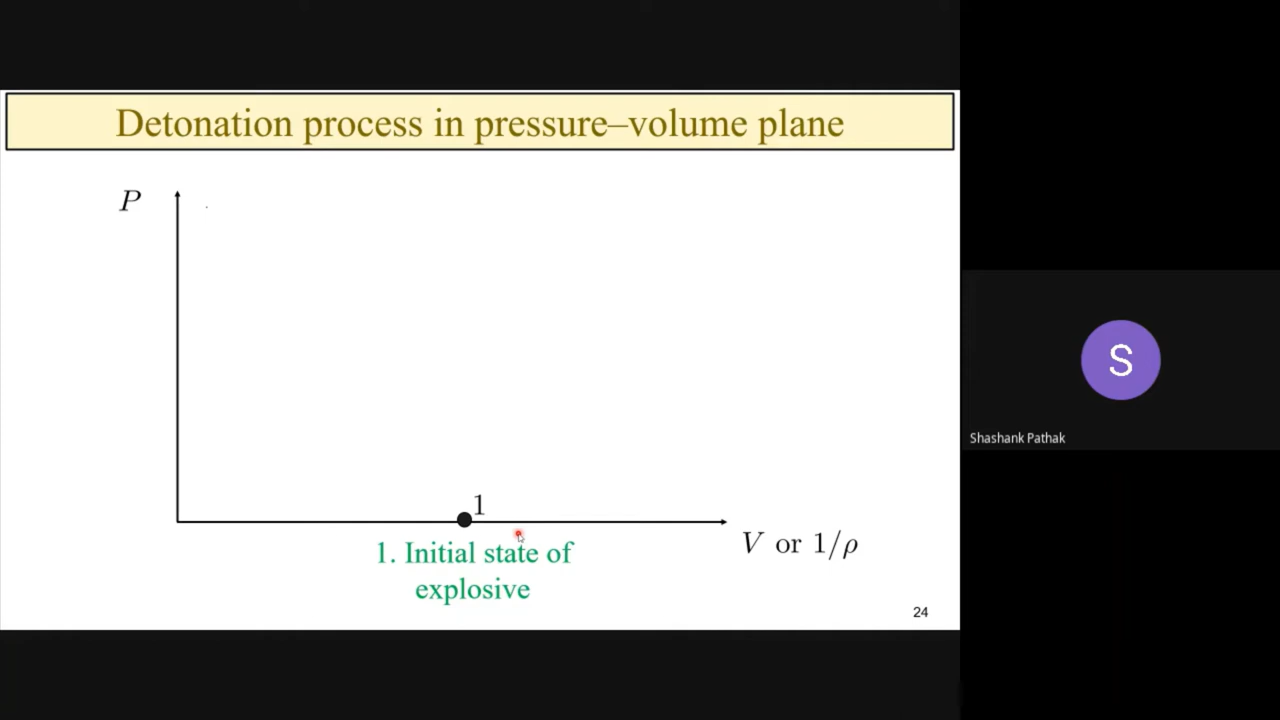 Detonation process in pressure–volume plane
P
1
V or 1/ρ
1. Initial state of
explosive
24
S
Shashank Pathak